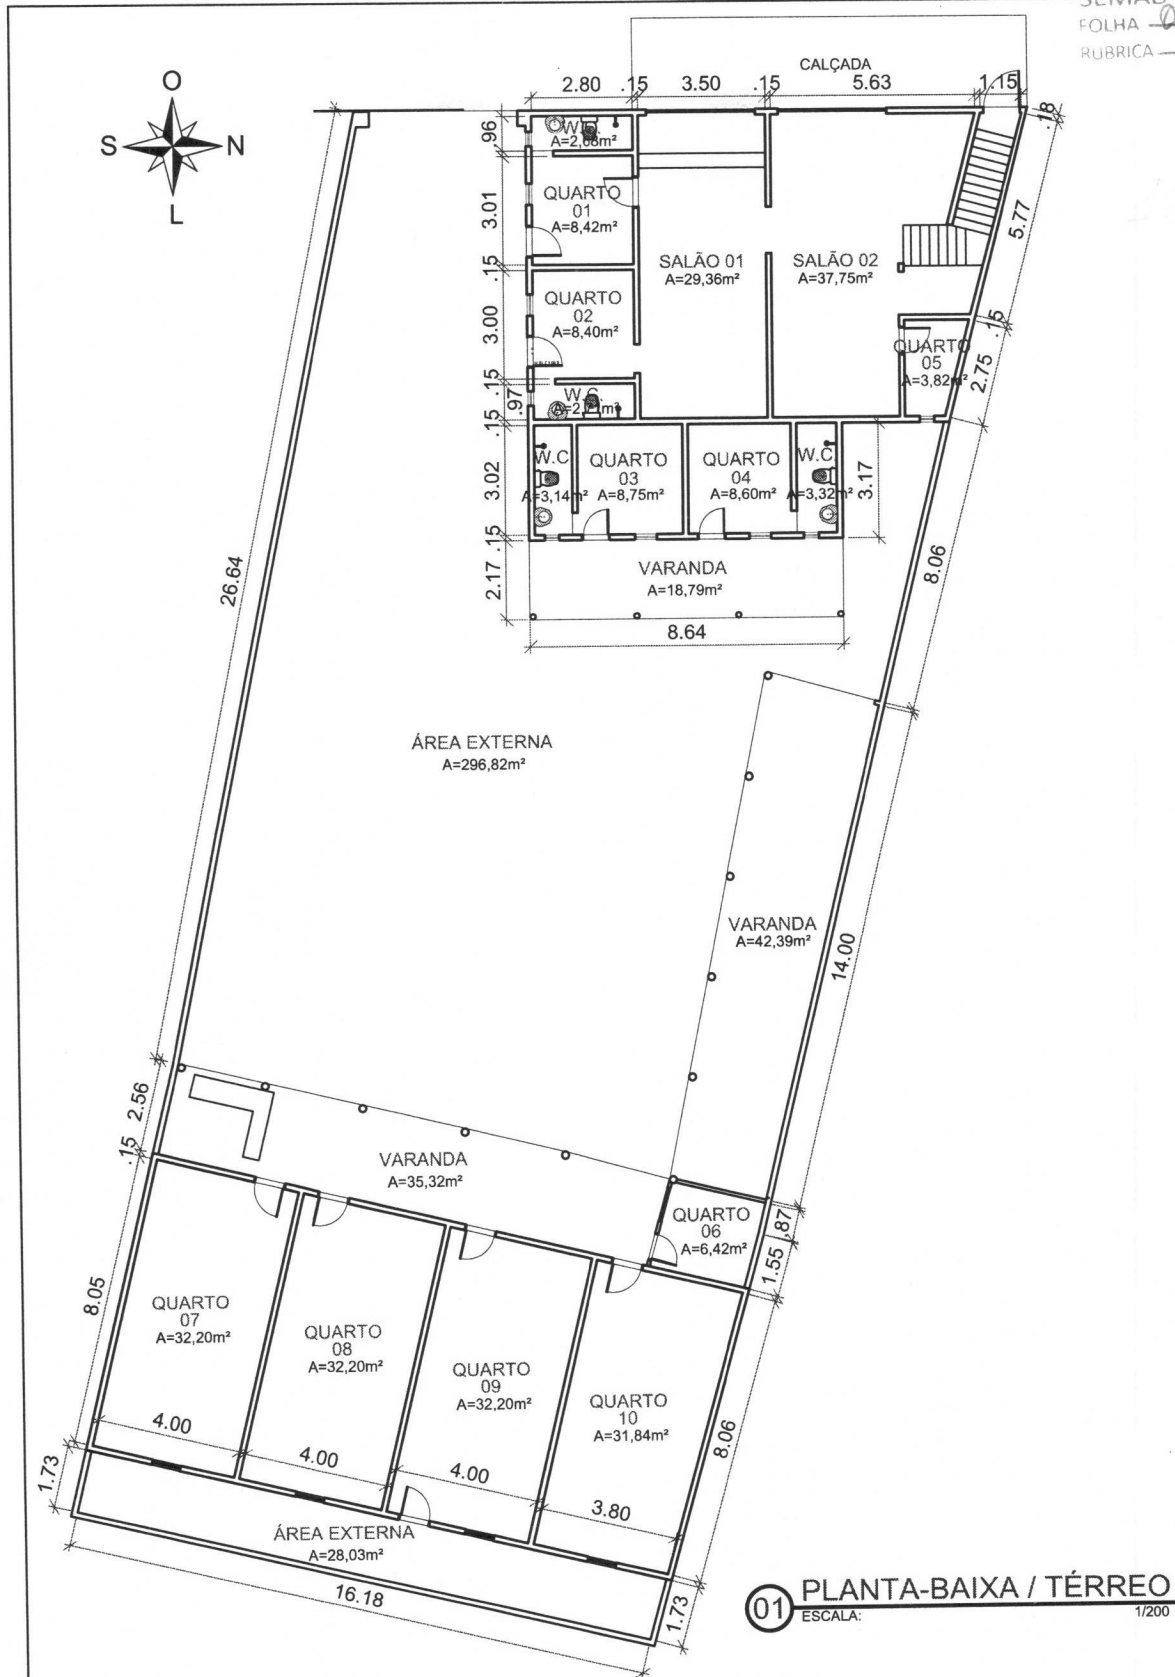 FOLHA
RUBRICA
CALÇADA
2.80 .15 3.50 .15 5.63 1.15
.18
O
S N
L
.96
W.C.
A=2,68m²
3.01
QUARTO
01
A=8,42m²
5.77
.15
SALÃO 01
A=29,36m²
SALÃO 02
A=37,75m²
3.00
QUARTO
02
A=8,40m²
.15
.15
QUARTO
05
A=3,82m²
2.75
.97
W.C.
.15
3.02
W.C
A=3,14m²
QUARTO
03
A=8,75m²
QUARTO
04
A=8,60m²
W.C
A=3,32m²
3.17
.15
2.17
VARANDA
A=18,79m²
8.64
8.06
26.64
ÁREA EXTERNA
A=296,82m²
VARANDA
A=42,39m²
14.00
2.56
.15
VARANDA
A=35,32m²
QUARTO
06
A=6,42m²
.87
1.55
8.05
QUARTO
07
A=32,20m²
QUARTO
08
A=32,20m²
QUARTO
09
A=32,20m²
QUARTO
10
A=31,84m²
8.06
4.00
4.00
4.00
3.80
1.73
ÁREA EXTERNA
A=28,03m²
16.18
1.73
01 PLANTA-BAIXA / TÉRREO
ESCALA: 1/200